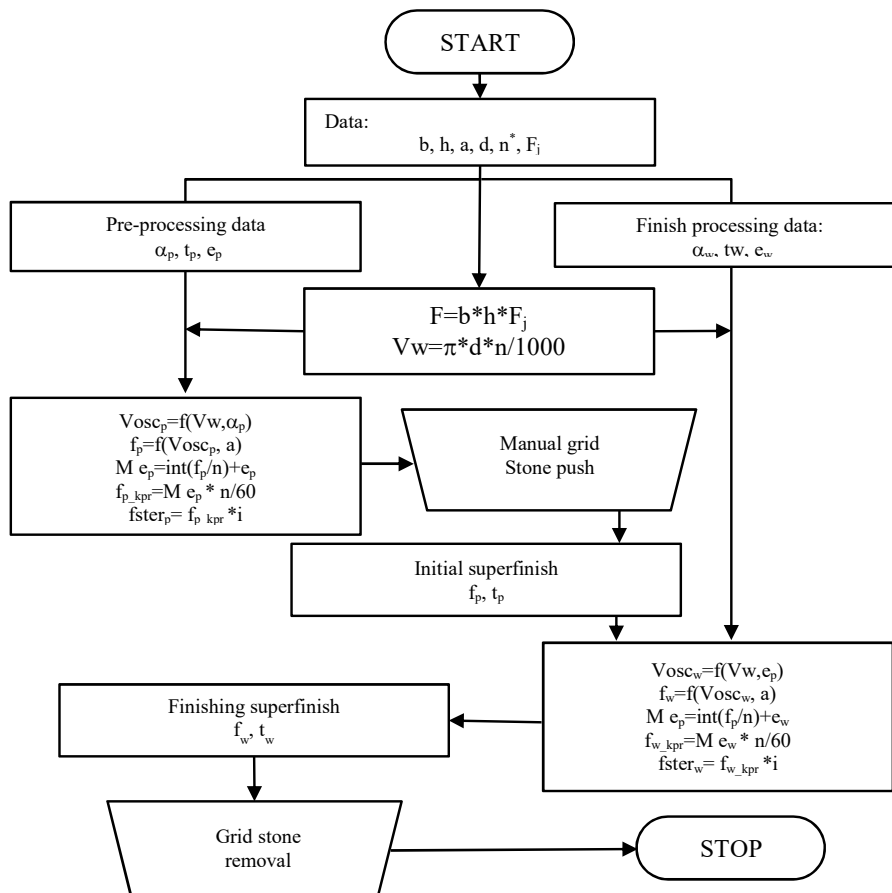 START
Data:
b, h, a, d, n*, Fj
Pre-processing data
αp, tp, ep
Finish processing data:
αw, tw, ew
F=b*h*Fj
Vw=π*d*n/1000
Voscp=f(Vw,αp)
fp=f(Voscp, a)
M ep=int(fp/n)+ep
fp_kpr=M ep * n/60
fsterp= fp_kpr *i
Manual grid
Stone push
Initial superfinish
fp, tp
Voscw=f(Vw,ep)
fw=f(Voscw, a)
M ep=int(fp/n)+ew
fw_kpr=M ew * n/60
fsterw= fw_kpr *i
Finishing superfinish
fw, tw
Grid stone
removal
STOP